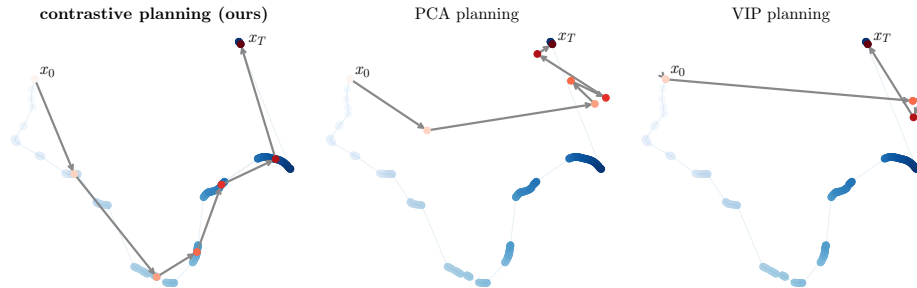 contrastive planning (ours)
PCA planning
VIP planning
x_T
x_T
x_T
x_0
x_0
x_0